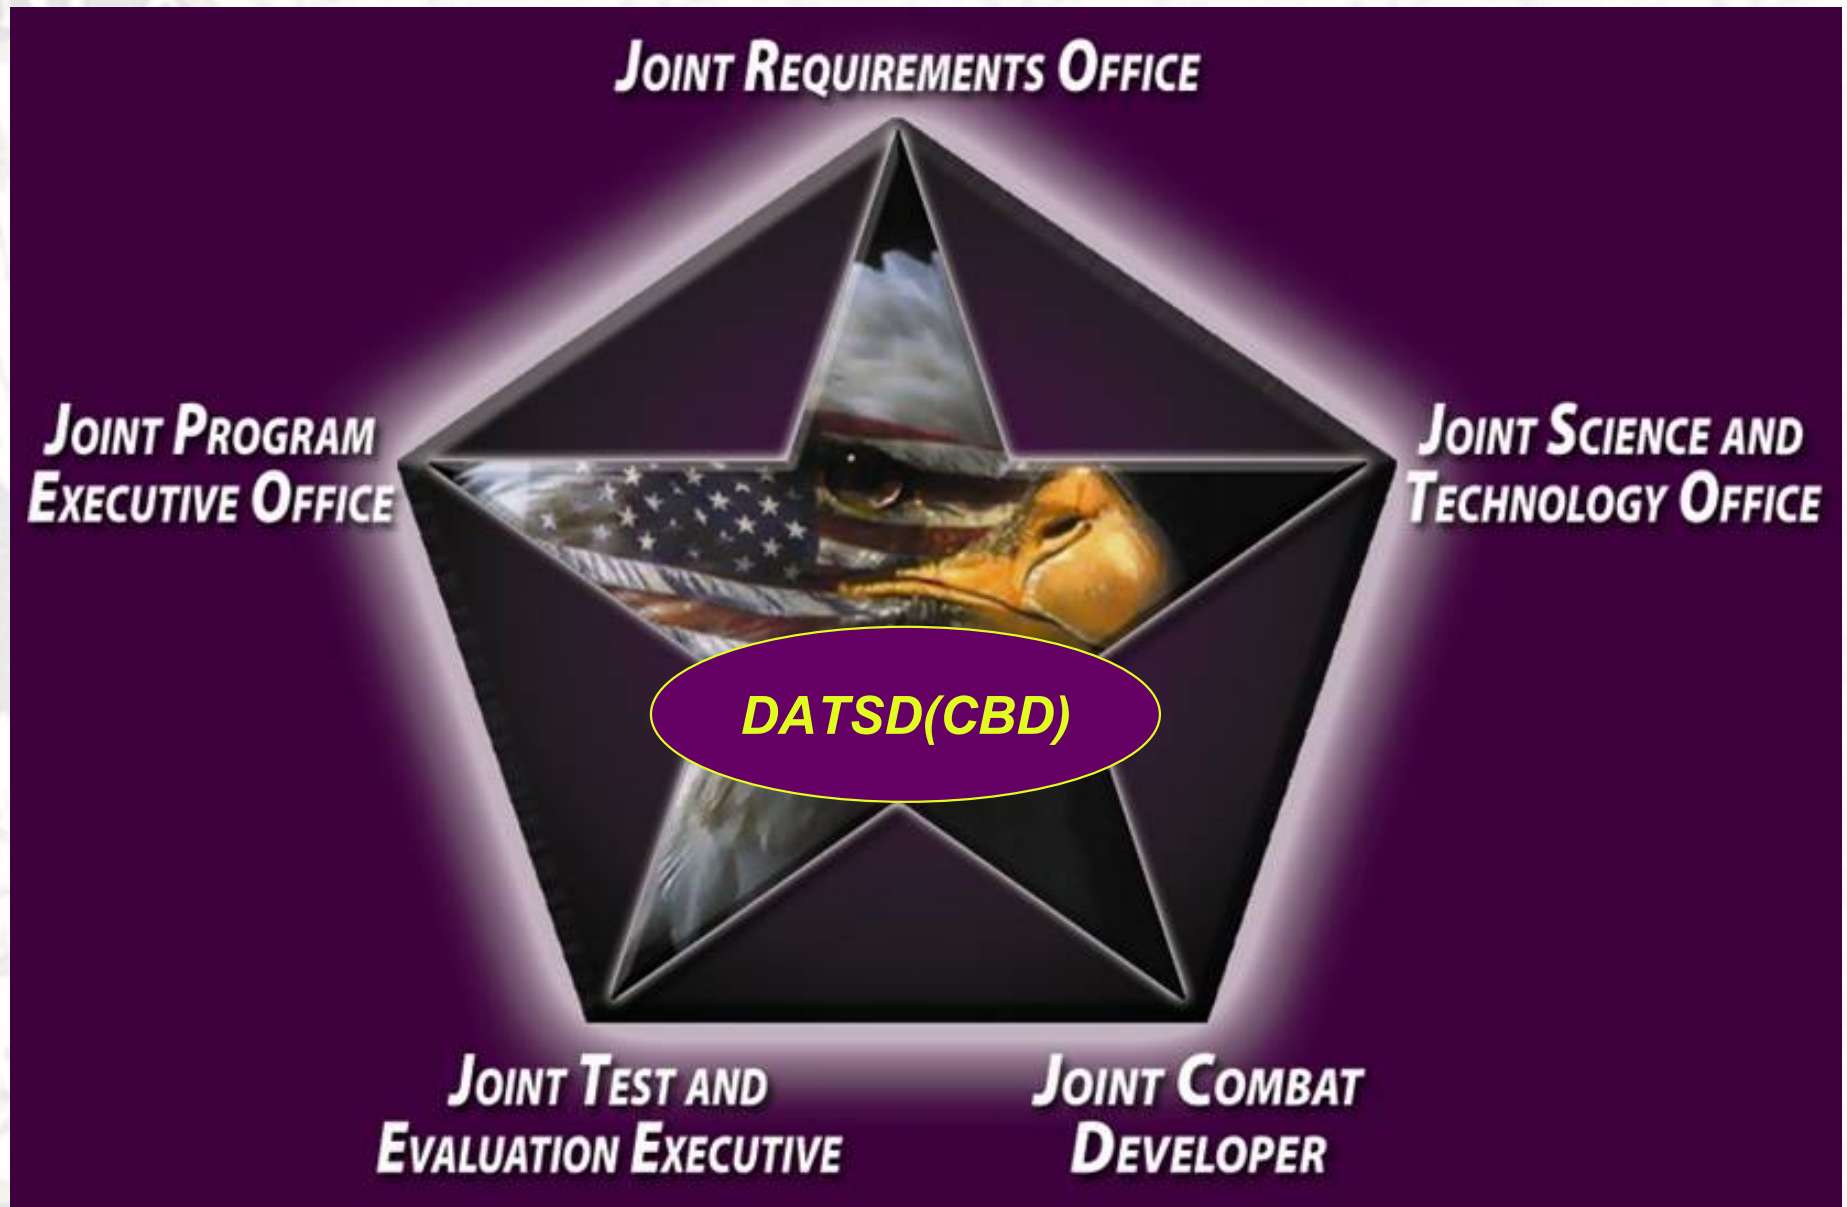 JOINT REQUIREMENTS OFFICE
JOINT PROGRAM
EXECUTIVE OFFICE
JOINT SCIENCE AND
TECHNOLOGY OFFICE
DATSD(CBD)
JOINT TEST AND
EVALUATION EXECUTIVE
JOINT COMBAT
DEVELOPER